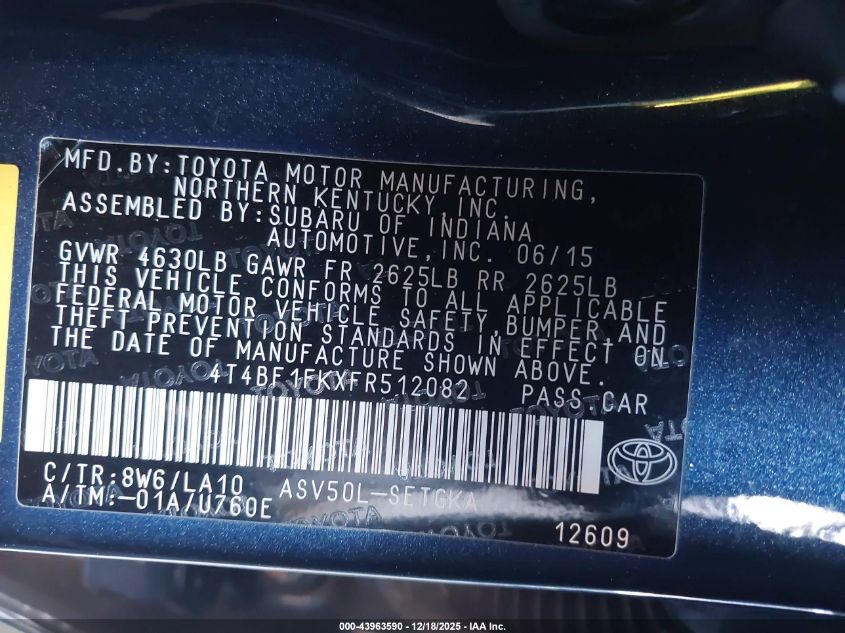 MFD.BY:TOYOTA MOTOR MANUFACTURING,
NORTHERN KENTUCKY,INC.
ASSEMBLED BY:SUBARU OF INDIANA
AUTOMOTIVE,INC. 06/15
GVWR 4630LB GAWR FR 2625LB RR 2625LB
THIS VEHICLE CONFORMS TO ALL APPLICABLE
FEDERAL MOTOR VEHICLE SAFETY,BUMPER,AND
THEFT PREVENTION STANDARDS IN EFFECT ON
THE DATE OF MANUFACTURE SHOWN ABOVE.
4T4BF1FKXFR512082 PASS.CAR
C/TR:8W6/LA10 ASV50L-SETGKA
A/TM:-01A/U760E
12609
000-43963590 - 12/18/2025 - IAA Inc.